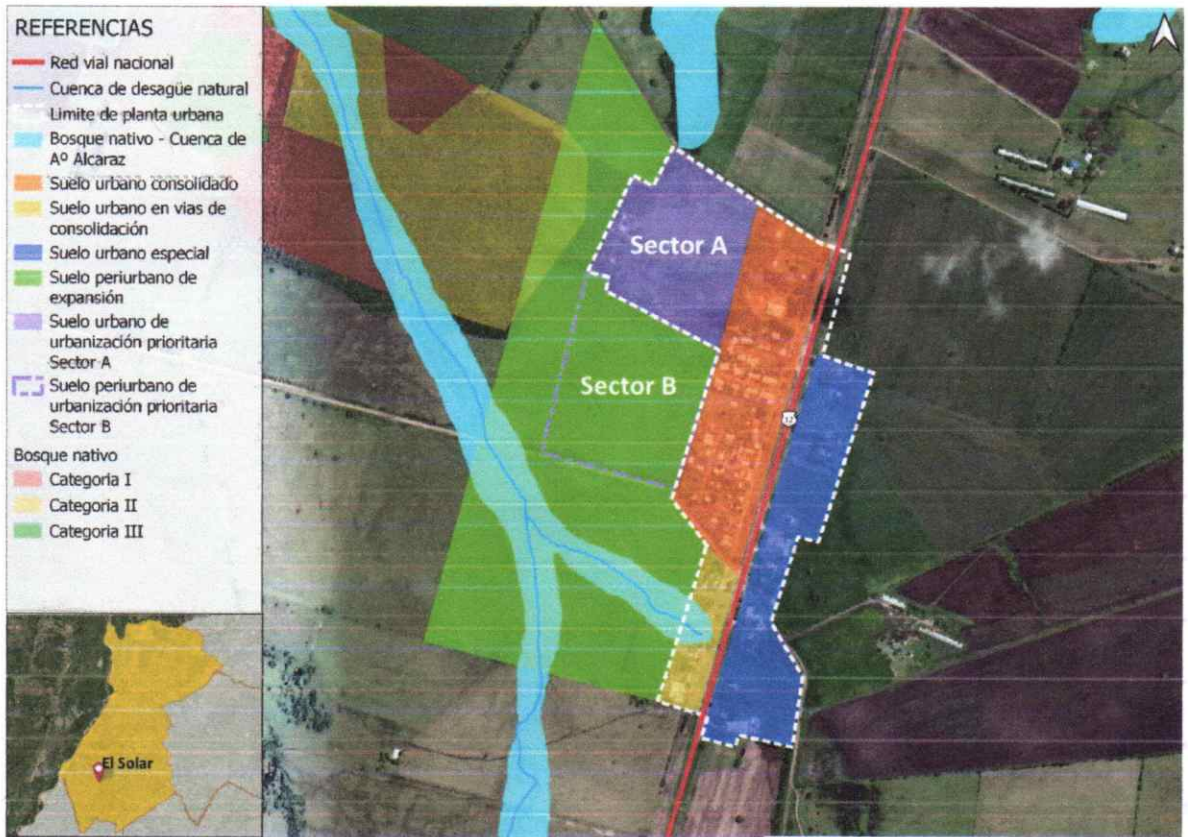 REFERENCIAS
Red vial nacional
Cuenca de desagüe natural
Limite de planta urbana
Bosque nativo - Cuenca de
Aº Alcaraz
Suelo urbano consolidado
Suelo urbano en vias de
consolidación
Suelo urbano especial
Suelo periurbano de
expansión
Suelo urbano de
urbanización prioritaria
Sector A
Suelo periurbano de
urbanización prioritaria
Sector B
Bosque nativo
Categoria I
Categoria II
Categoria III
Sector A
Sector B
12
El Solar